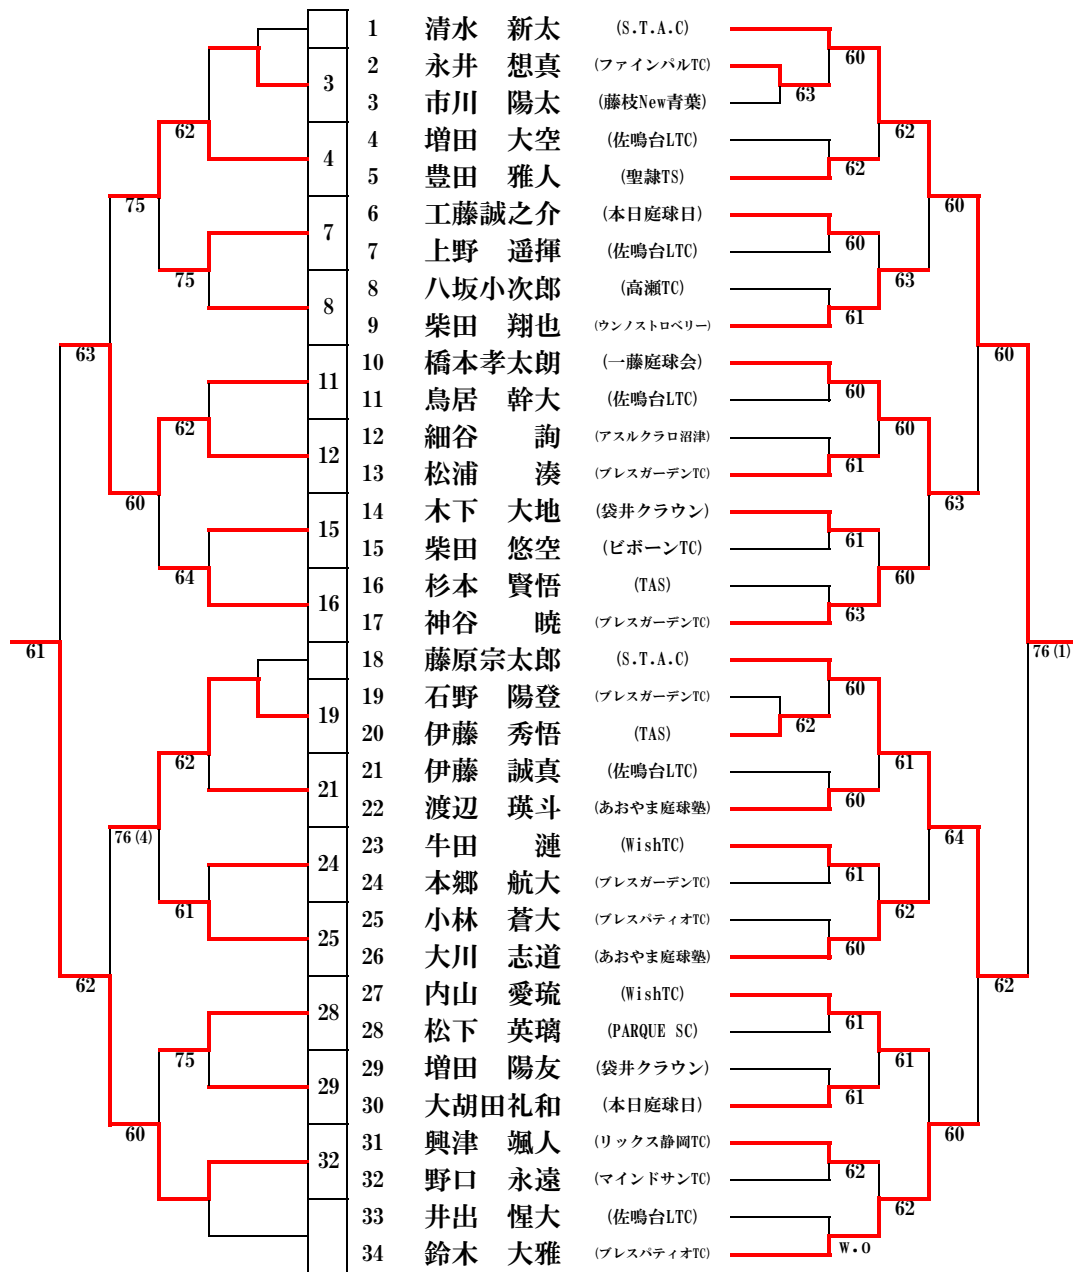 1 清水 新太 (S.T.A.C)
60
2 永井 想真 (ファインパルTC)
3
63
3 市川 陽太 (藤枝New青葉)
62
62
4 増田 大空 (佐鳴台LTC)
4
62
5 豊田 雅人 (聖隷TS)
75
60
6 工藤誠之介 (本日庭球日)
7
60
7 上野 遥揮 (佐鳴台LTC)
75
63
8 八坂小次郎 (高瀬TC)
8
61
9 柴田 翔也 (ウンノストロベリー)
63
60
10 橋本孝太朗 (一藤庭球会)
11
60
11 鳥居 幹大 (佐鳴台LTC)
62
60
12 細谷 詢 (アスルクラロ沼津)
12
61
13 松浦 湊 (ブレスガーデンTC)
60
63
14 木下 大地 (袋井クラウン)
15
61
15 柴田 悠空 (ビボーンTC)
64
60
16 杉本 賢悟 (TAS)
16
63
17 神谷 暁 (ブレスガーデンTC)
61
76(1)
18 藤原宗太郎 (S.T.A.C)
60
19 石野 陽登 (ブレスガーデンTC)
19
62
20 伊藤 秀悟 (TAS)
62
61
21 伊藤 誠真 (佐鳴台LTC)
21
60
22 渡辺 瑛斗 (あおやま庭球塾)
76(4)
64
23 牛田 漣 (WishTC)
24
61
24 本郷 航大 (ブレスガーデンTC)
61
62
25 小林 蒼大 (ブレスパティオTC)
25
60
26 大川 志道 (あおやま庭球塾)
62
62
27 内山 愛琉 (WishTC)
28
61
28 松下 英璃 (PARQUE SC)
75
61
29 増田 陽友 (袋井クラウン)
29
61
30 大胡田礼和 (本日庭球日)
60
60
31 興津 颯人 (リックス静岡TC)
32
62
32 野口 永遠 (マインドサンTC)
62
33 井出 惺大 (佐鳴台LTC)
W.O
34 鈴木 大雅 (ブレスパティオTC)